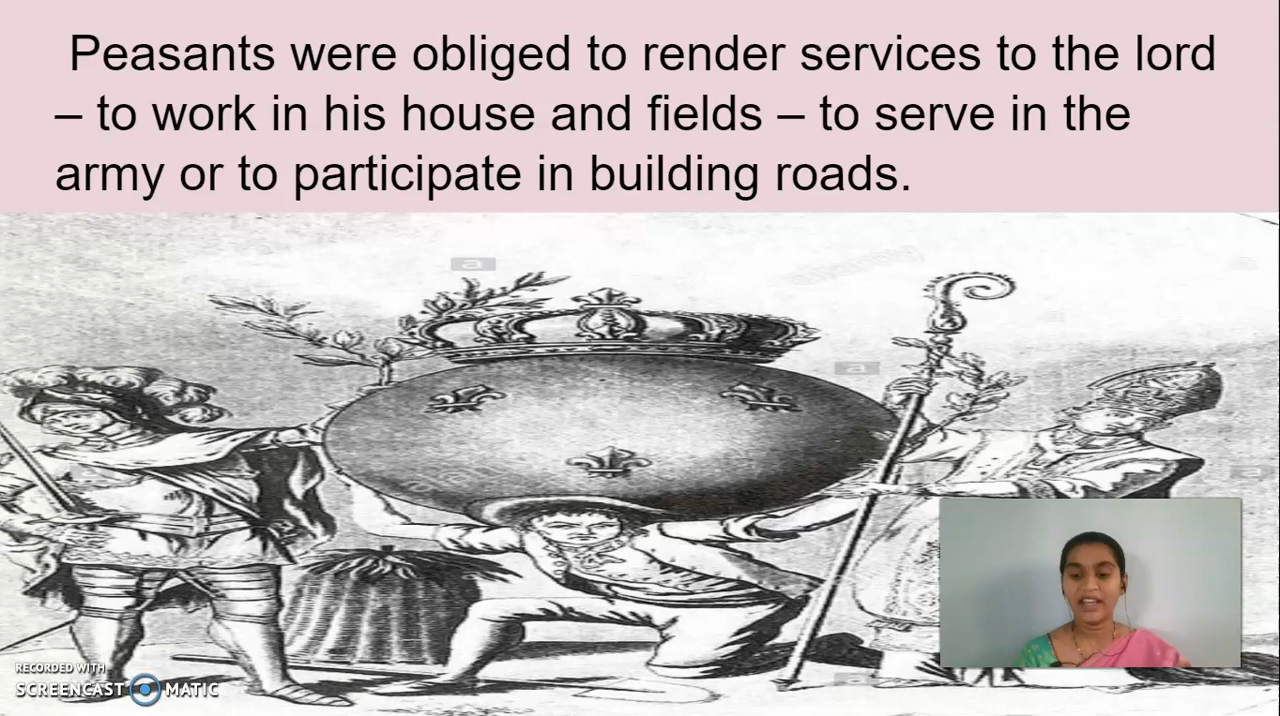 Peasants were obliged to render services to the lord
– to work in his house and fields – to serve in the
army or to participate in building roads.
a
a
RECORDED WITH
SCREENCAST MATIC